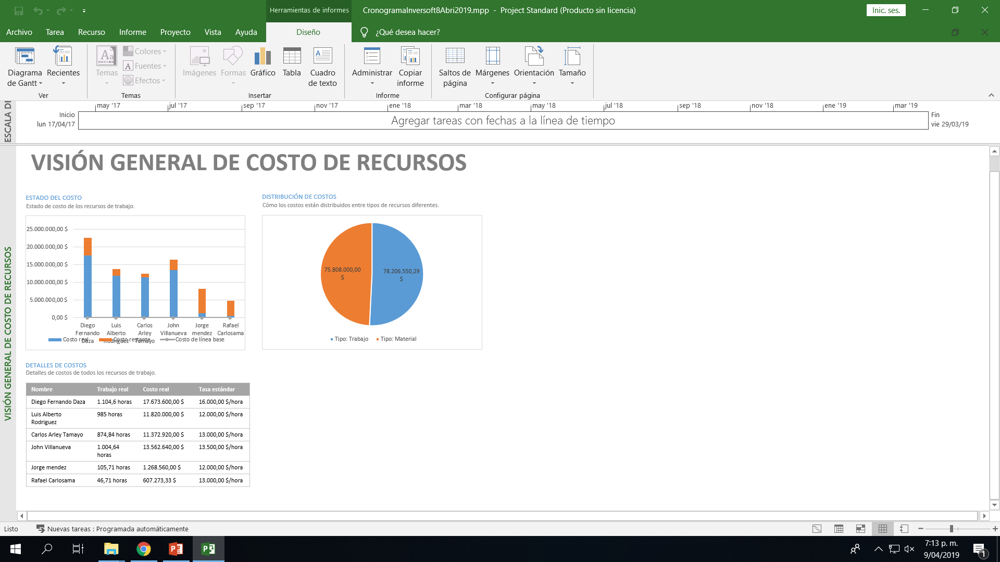 Herramientas de informes
CronogramaInversoft8Abri2019.mpp - Project Standard (Producto sin licencia)
Inic. ses.
Archivo Tarea Recurso Informe Proyecto Vista Ayuda Diseño ¿Qué desea hacer?
Diagrama de Gantt
Recientes
Temas
Colores
Fuentes
Efectos
Imágenes
Formas
Gráfico
Tabla
Cuadro de texto
Administrar
Copiar informe
Saltos de página
Márgenes
Orientación
Tamaño
Ver Temas Insertar Informe Configurar página
ESCALA DE
may '17 jul '17 sep '17 nov '17 ene '18 mar '18 may '18 jul '18 sep '18 nov '18 ene '19 mar '19
Inicio
lun 17/04/17
Agregar tareas con fechas a la línea de tiempo
Fin
vie 29/03/19
VISIÓN GENERAL DE COSTO DE RECURSOS
VISIÓN GENERAL DE COSTO DE RECURSOS
ESTADO DEL COSTO
Estado de costo de los recursos de trabajo.
25.000.000,00 $
20.000.000,00 $
15.000.000,00 $
10.000.000,00 $
5.000.000,00 $
0,00 $
Diego Fernando Daza
Luis Alberto Rodriguez
Carlos Arley Tamayo
John Villanueva
Jorge mendez
Rafael Carlosama
Costo real Costo restante Costo de línea base
DISTRIBUCIÓN DE COSTOS
Cómo los costos están distribuidos entre tipos de recursos diferentes.
75.808.000,00 $
78.206.550,29 $
Tipo: Trabajo Tipo: Material
DETALLES DE COSTOS
Detalles de costos de todos los recursos de trabajo.
Nombre Trabajo real Costo real Tasa estándar
Diego Fernando Daza 1.104,6 horas 17.673.600,00 $ 16.000,00 $/hora
Luis Alberto Rodriguez 985 horas 11.820.000,00 $ 12.000,00 $/hora
Carlos Arley Tamayo 874,84 horas 11.372.920,00 $ 13.000,00 $/hora
John Villanueva 1.004,64 horas 13.562.640,00 $ 13.500,00 $/hora
Jorge mendez 105,71 horas 1.268.560,00 $ 12.000,00 $/hora
Rafael Carlosama 46,71 horas 607.273,33 $ 13.000,00 $/hora
Listo Nuevas tareas : Programada automáticamente
7:13 p. m.
9/04/2019
1